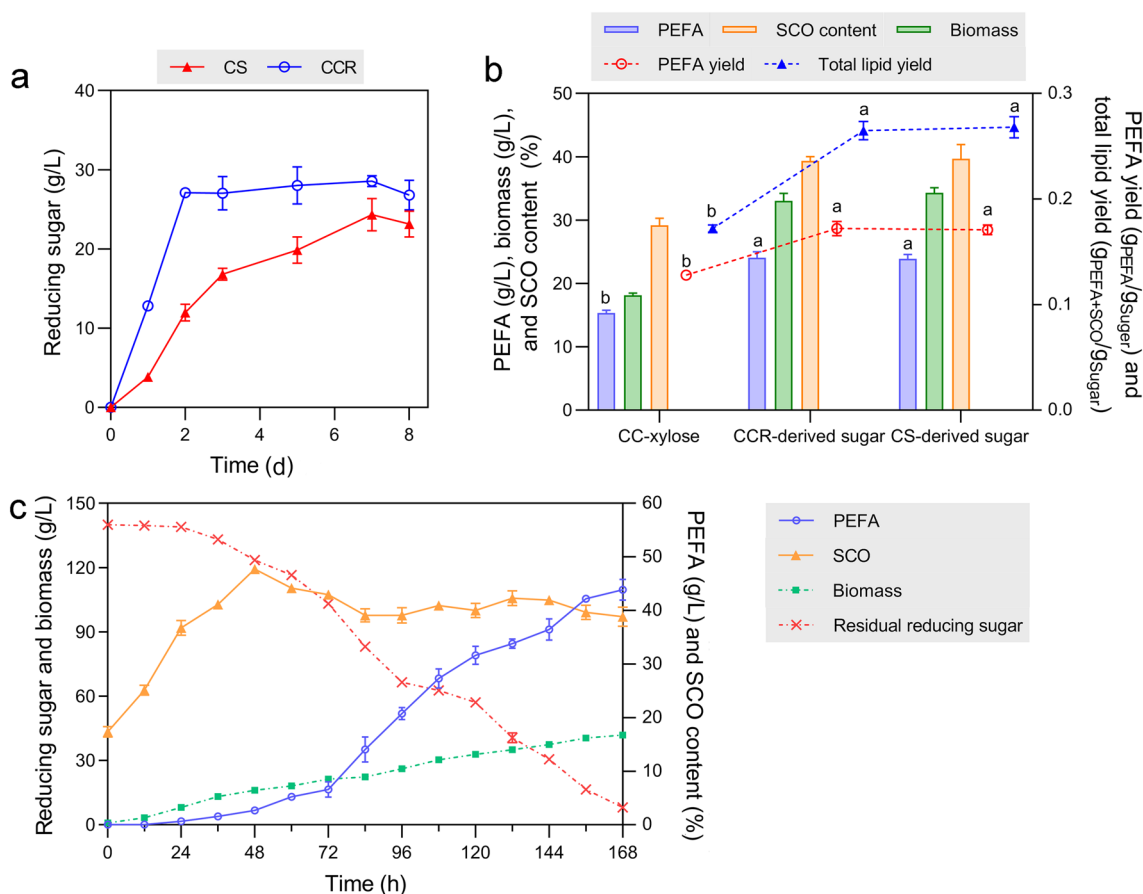 a
CS
CCR
Reducing sugar (g/L)
40
30
20
10
0
0
2
4
6
8
Time (d)
b
PEFA
SCO content
Biomass
PEFA yield
Total lipid yield
PEFA (g/L), biomass (g/L),
and SCO content (%)
50
40
30
20
10
0
b
b
b
a
a
a
a
a
a
0.3
0.2
0.1
0.0
CC-xylose
CCR-derived sugar
CS-derived sugar
PEFA yield (gPEFA/gSuger) and
total lipid yield (gPEFA+SCO/gSugar)
c
Reducing sugar and biomass (g/L)
150
120
90
60
30
0
0
24
48
72
96
120
144
168
Time (h)
60
50
40
30
20
10
0
PEFA (g/L) and SCO content (%)
PEFA
SCO
Biomass
Residual reducing sugar